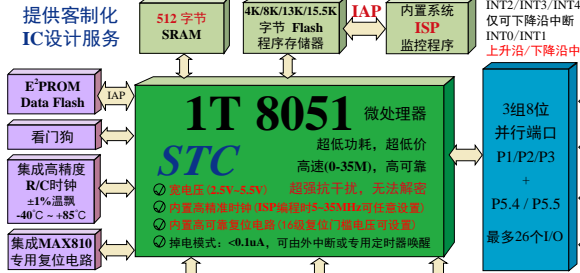 提供客制化
IC设计服务
512 字节
SRAM
4K/8K/13K/15.5K
字节 Flash
程序存储器
IAP
内置系统
ISP
监控程序
INT2/INT3/INT4
仅可下降沿中断
INT0/INT1
上升沿/下降沿中
E²PROM
Data Flash
IAP
看门狗
集成高精度
R/C时钟
±1%温飘
-40℃ ~ +85℃
集成MAX810
专用复位电路
1T 8051 微处理器
STC
超低功耗，超低价
高速(0-35M)，高可靠
宽电压(2.5V~5.5V) 超强抗干扰，无法解密
内置高精准时钟(ISP编程时5~35MHz可任意设置)
内置高可靠复位电路(16级复位门槛电压可设置)
掉电模式：<0.1uA，可由外中断或专用定时器唤醒
3组8位
并行端口
P1/P2/P3
+
P5.4 / P5.5
最多26个I/O